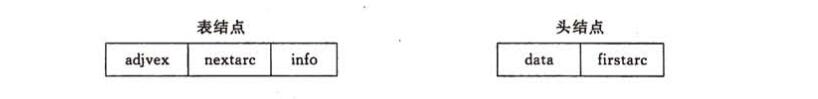 表结点 头结点
adjvex nextarc info data firstarc